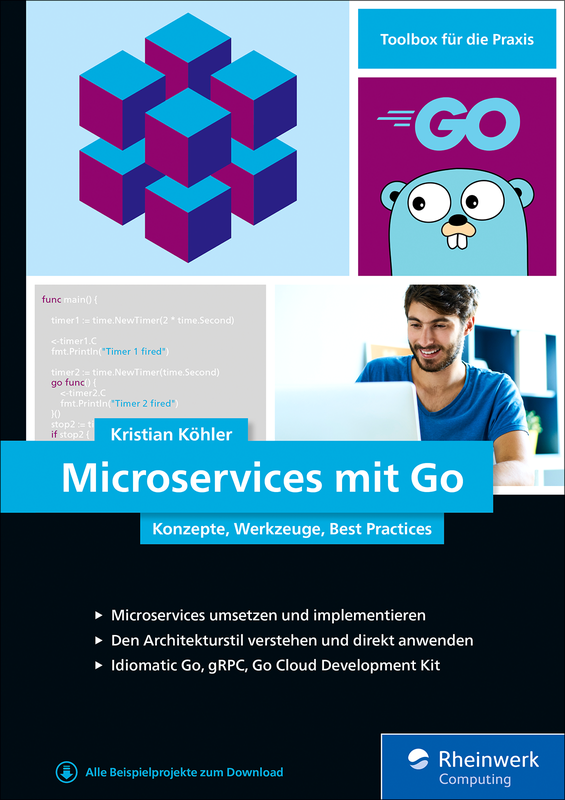 Toolbox für die Praxis
GO
func main() {
timer1 := time.NewTimer(2 * time.Second)
<-timer1.C
fmt.Println("Timer 1 fired")
timer2 := time.NewTimer(time.Second)
go func() {
<-timer2.C
fmt.Println("Timer 2 fired")
}()
stop2 :=
if stop2 {
Kristian Köhler
Microservices mit Go
Konzepte, Werkzeuge, Best Practices
Microservices umsetzen und implementieren
Den Architekturstil verstehen und direkt anwenden
Idiomatic Go, gRPC, Go Cloud Development Kit
Alle Beispielprojekte zum Download
Rheinwerk
Computing